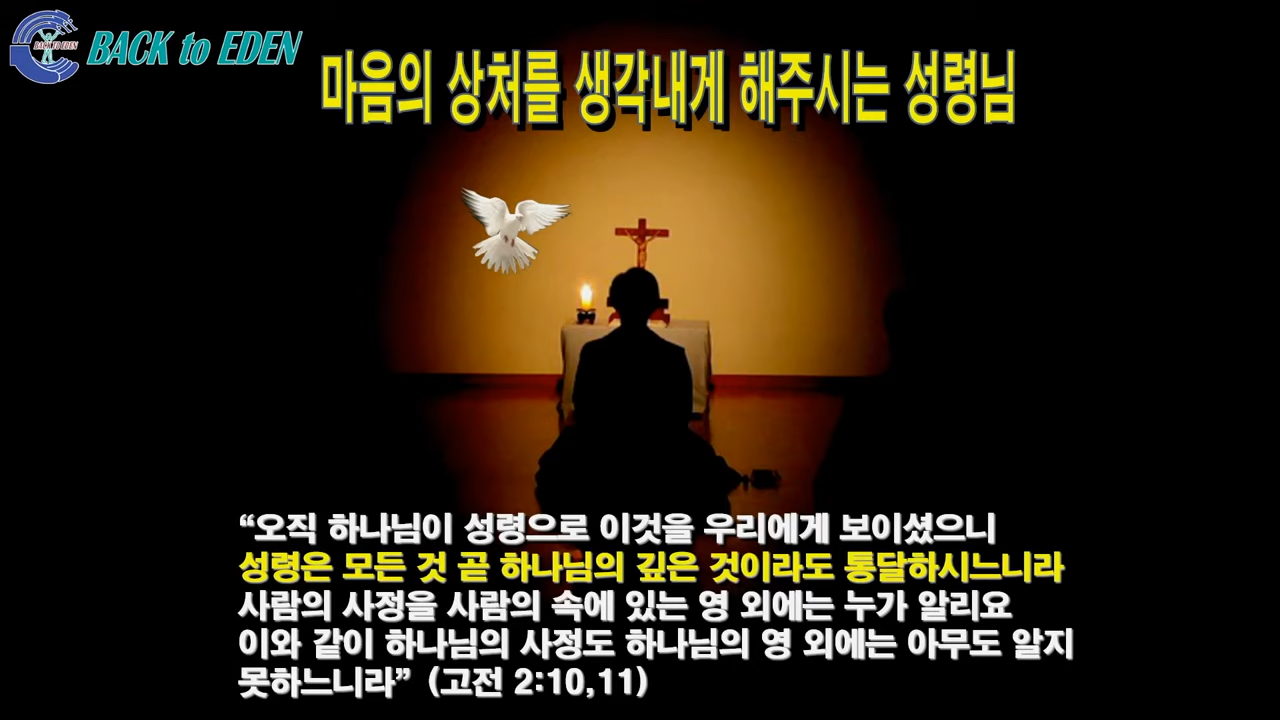 BACK TO EDEN
BACK to EDEN
마음의 상처를 생각내게 해주시는 성령님
“오직 하나님이 성령으로 이것을 우리에게 보이셨으니
성령은 모든 것 곧 하나님의 깊은 것이라도 통달하시느니라
사람의 사정을 사람의 속에 있는 영 외에는 누가 알리요
이와 같이 하나님의 사정도 하나님의 영 외에는 아무도 알지
못하느니라” (고전 2:10,11)